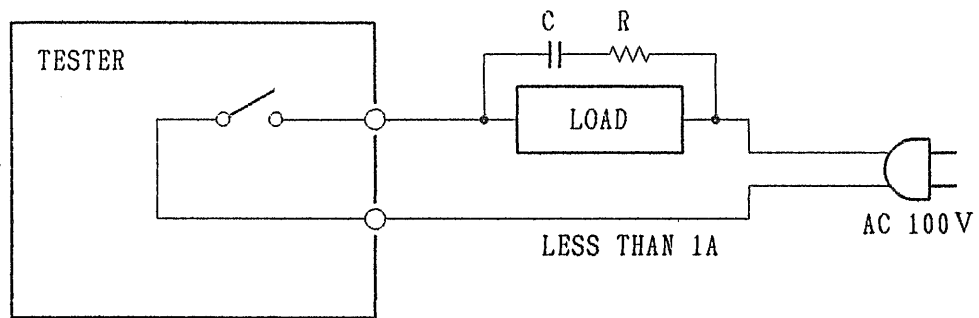 C R
TESTER
LOAD
AC 100V
LESS THAN 1A